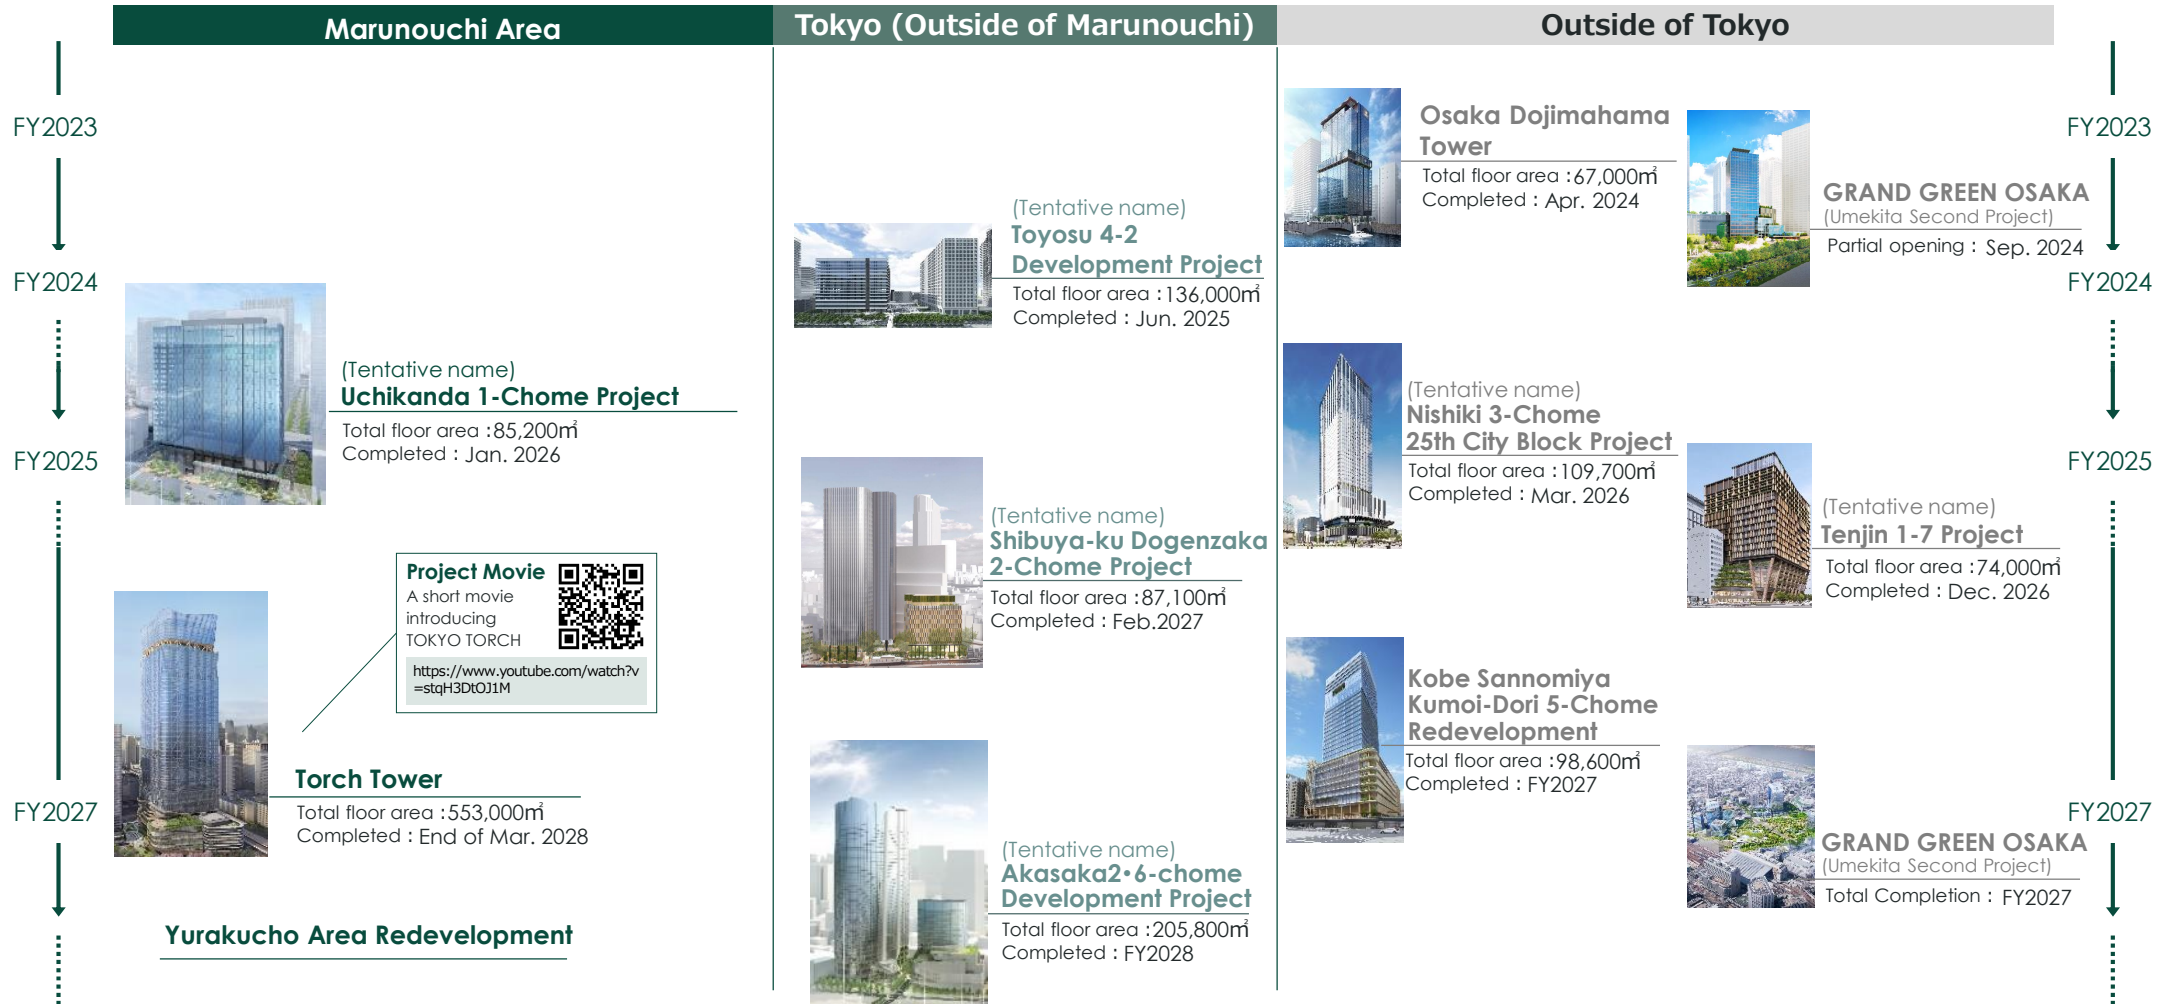 Marunouchi Area
Tokyo (Outside of Marunouchi)
Outside of Tokyo
FY2023
FY2024
FY2025
FY2027
(Tentative name)
Uchikanda 1-Chome Project
Total floor area：85,200㎡
Completed：Jan. 2026
Project Movie
A short movie
introducing
TOKYO TORCH
https://www.youtube.com/watch?v
=stqH3DtOJ1M
Torch Tower
Total floor area：553,000㎡
Completed：End of Mar. 2028
Yurakucho Area Redevelopment
(Tentative name)
Toyosu 4-2
Development Project
Total floor area：136,000㎡
Completed：Jun. 2025
(Tentative name)
Shibuya-ku Dogenzaka
2-Chome Project
Total floor area：87,100㎡
Completed：Feb.2027
(Tentative name)
Akasaka2•6-chome
Development Project
Total floor area：205,800㎡
Completed：FY2028
Osaka Dojimahama
Tower
Total floor area：67,000㎡
Completed：Apr. 2024
GRAND GREEN OSAKA
(Umekita Second Project)
Partial opening： Sep. 2024
(Tentative name)
Nishiki 3-Chome
25th City Block Project
Total floor area：109,700㎡
Completed：Mar. 2026
(Tentative name)
Tenjin 1-7 Project
Total floor area：74,000㎡
Completed：Dec. 2026
Kobe Sannomiya
Kumoi-Dori 5-Chome
Redevelopment
Total floor area：98,600㎡
Completed：FY2027
GRAND GREEN OSAKA
(Umekita Second Project)
Total Completion： FY2027
FY2023
FY2024
FY2025
FY2027